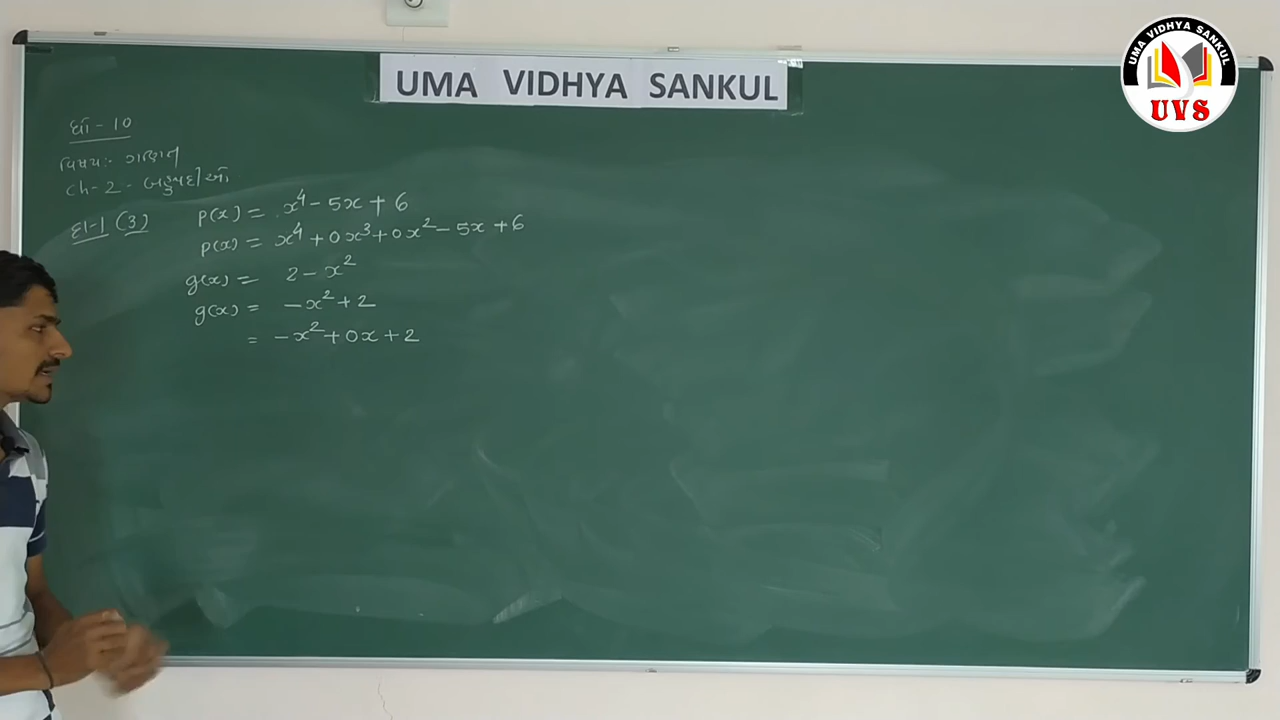 UMA VIDHYA SANKUL
UMA VIDHYA SANKUL
UVS
ધો - 10
વિષય:- ગણિત
ch-2 - બહુપદીઓ
દા-1 (3) p(x) = x⁴ - 5x + 6
p(x) = x⁴ + 0x³ + 0x² - 5x + 6
g(x) = 2 - x²
g(x) = -x² + 2
= -x² + 0x + 2